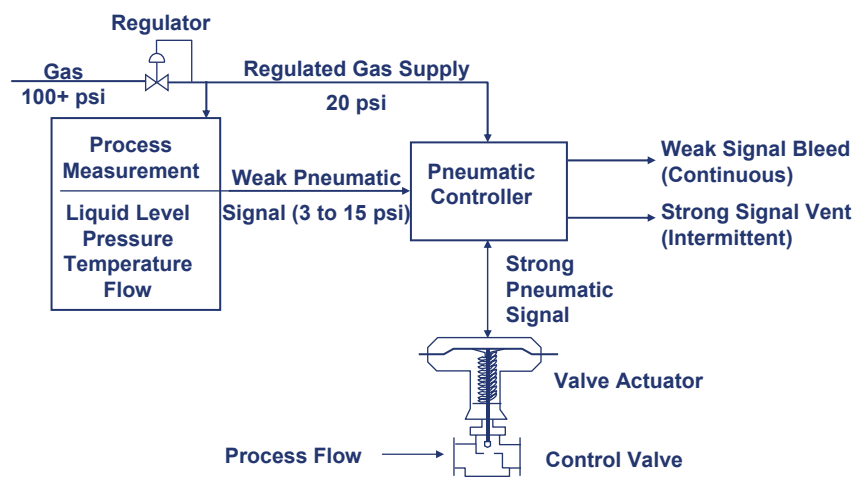 Regulator
Gas
100+ psi
Regulated Gas Supply
20 psi
Process
Measurement
Liquid Level
Pressure
Temperature
Flow
Weak Pneumatic
Signal (3 to 15 psi)
Pneumatic
Controller
Weak Signal Bleed
(Continuous)
Strong Signal Vent
(Intermittent)
Strong
Pneumatic
Signal
Valve Actuator
Process Flow
Control Valve